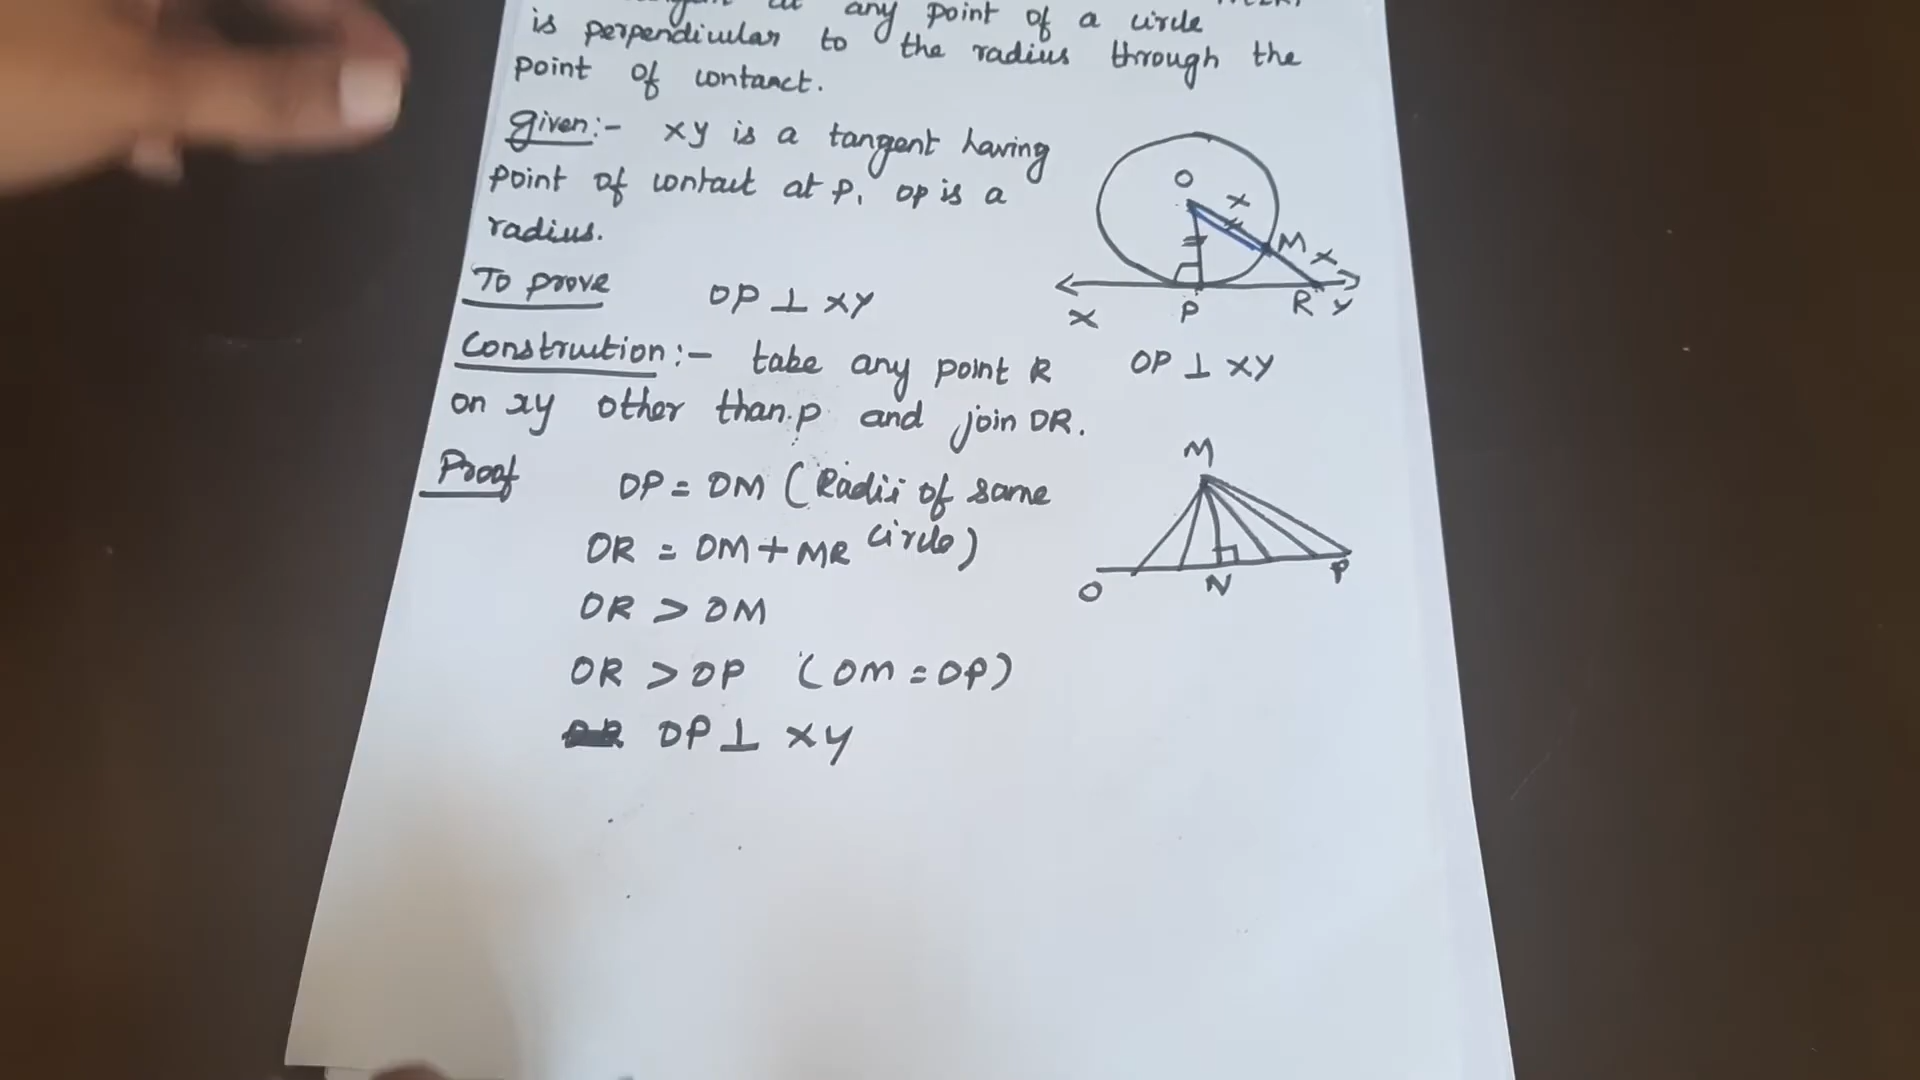 any point of a circle
is perpendicular to the radius through the
point of contanct.
Given:- xy is a tangent having
point of contact at P, OP is a
radius.
To prove
OP ⊥ XY
Construction:- take any point R
on xy other than p and join OR.
Proof
OP = OM (Radii of same
circle)
OR = OM + MR
OR > OM
OR > OP (OM = OP)
OP ⊥ XY
O
x
M
x
X
P
R
Y
OP ⊥ XY
M
O
N
P